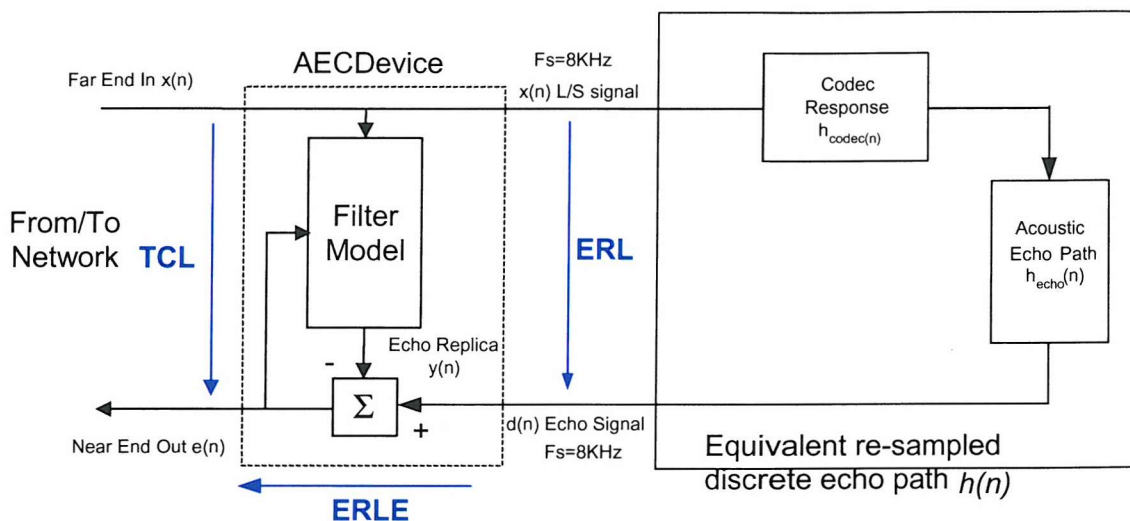 AECDevice
Far End In x(n)
Fs=8KHz
x(n) L/S signal
Codec
Response
h_codec(n)
From/To
Network
TCL
Filter
Model
ERL
Acoustic
Echo Path
h_echo(n)
Echo Replica
y(n)
-
Σ
+
Near End Out e(n)
d(n) Echo Signal
Fs=8KHz
ERLE
Equivalent re-sampled
discrete echo path h(n)